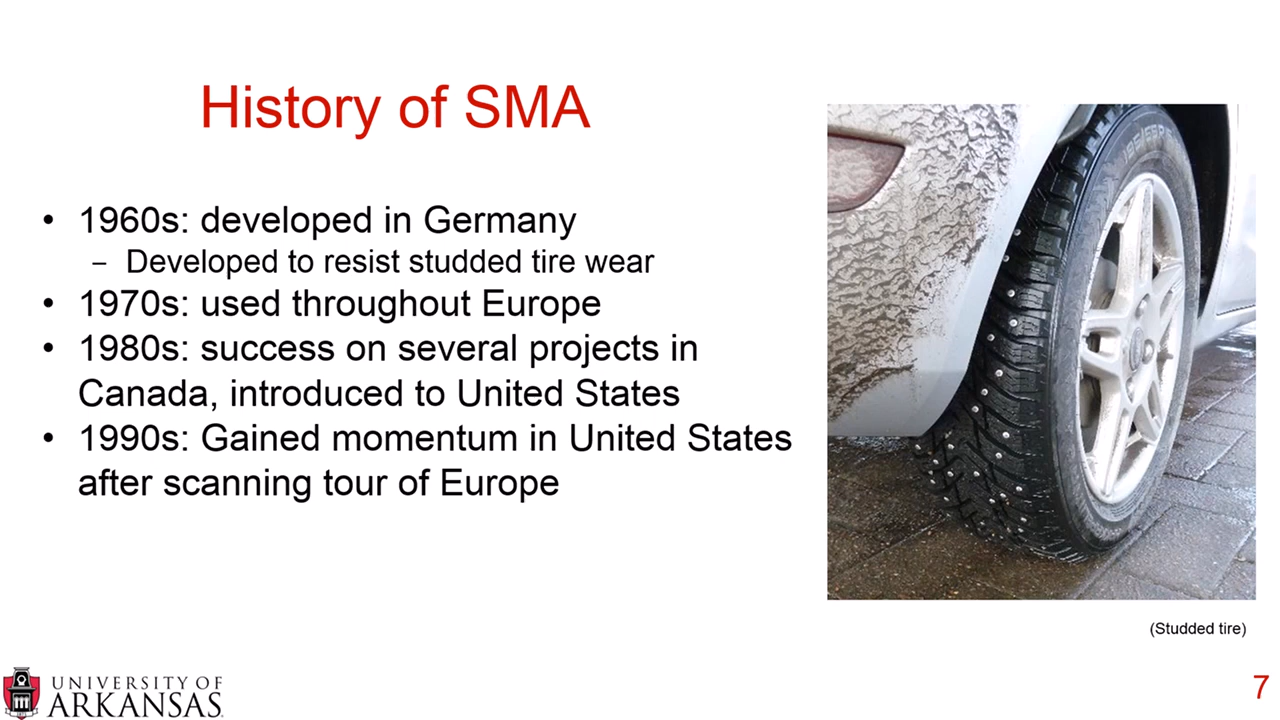 History of SMA
• 1960s: developed in Germany
– Developed to resist studded tire wear
• 1970s: used throughout Europe
• 1980s: success on several projects in
Canada, introduced to United States
• 1990s: Gained momentum in United States
after scanning tour of Europe
(Studded tire)
UNIVERSITY OF
ARKANSAS
7